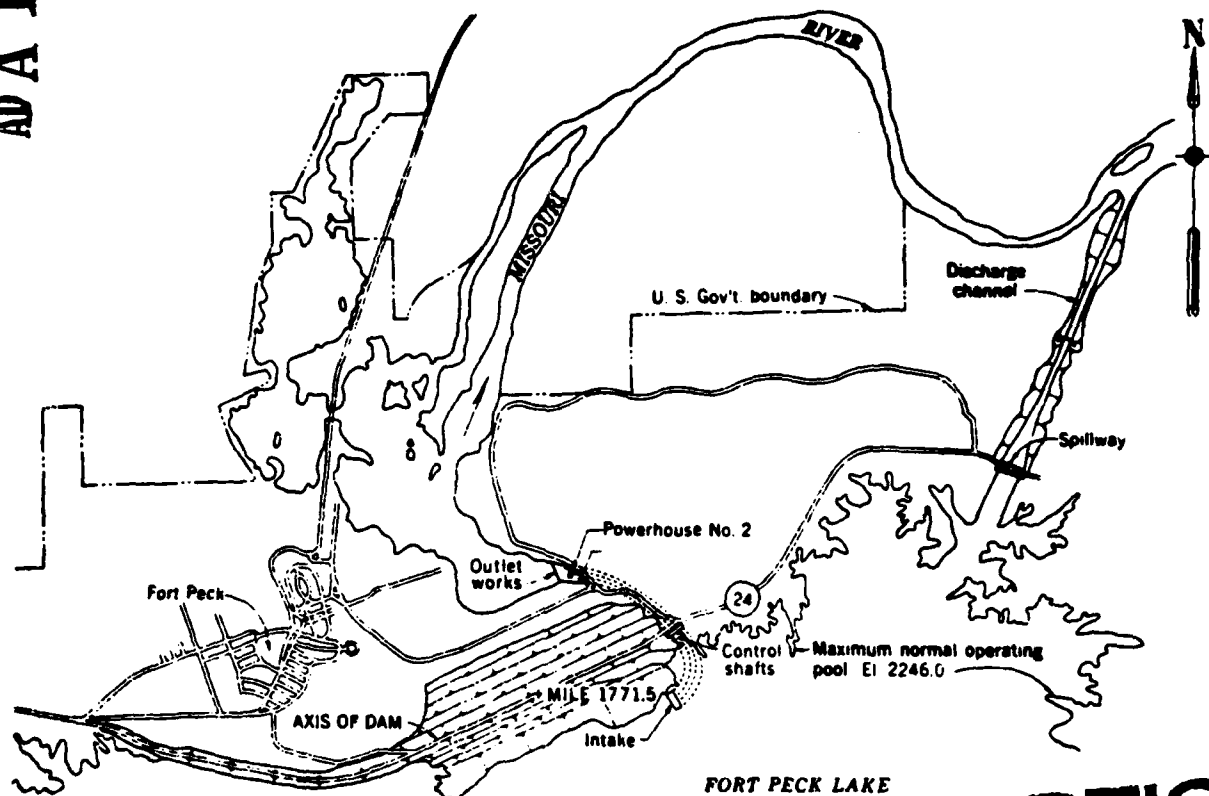 RIVER
N
MISSOURI
Discharge
channel
U. S. Gov't. boundary
Spillway
Powerhouse No. 2
Outlet
works
Fort Peck
24
Control
shafts
Maximum normal operating
pool El 2246.0
MILE 1771.5
AXIS OF DAM
Intake
FORT PECK LAKE